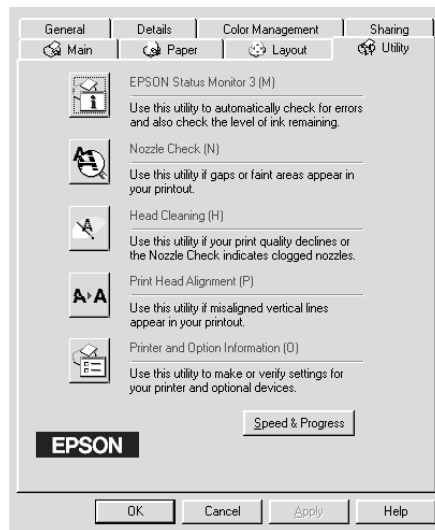 General Details Color Management Sharing
Main Paper Layout Utility
EPSON Status Monitor 3 (M)
Use this utility to automatically check for errors
and also check the level of ink remaining.
Nozzle Check (N)
Use this utility if gaps or faint areas appear in
your printout.
Head Cleaning (H)
Use this utility if your print quality declines or
the Nozzle Check indicates clogged nozzles.
Print Head Alignment (P)
Use this utility if misaligned vertical lines
appear in your printout.
Printer and Option Information (O)
Use this utility to make or verify settings for
your printer and optional devices.
Speed & Progress
EPSON
OK Cancel Apply Help